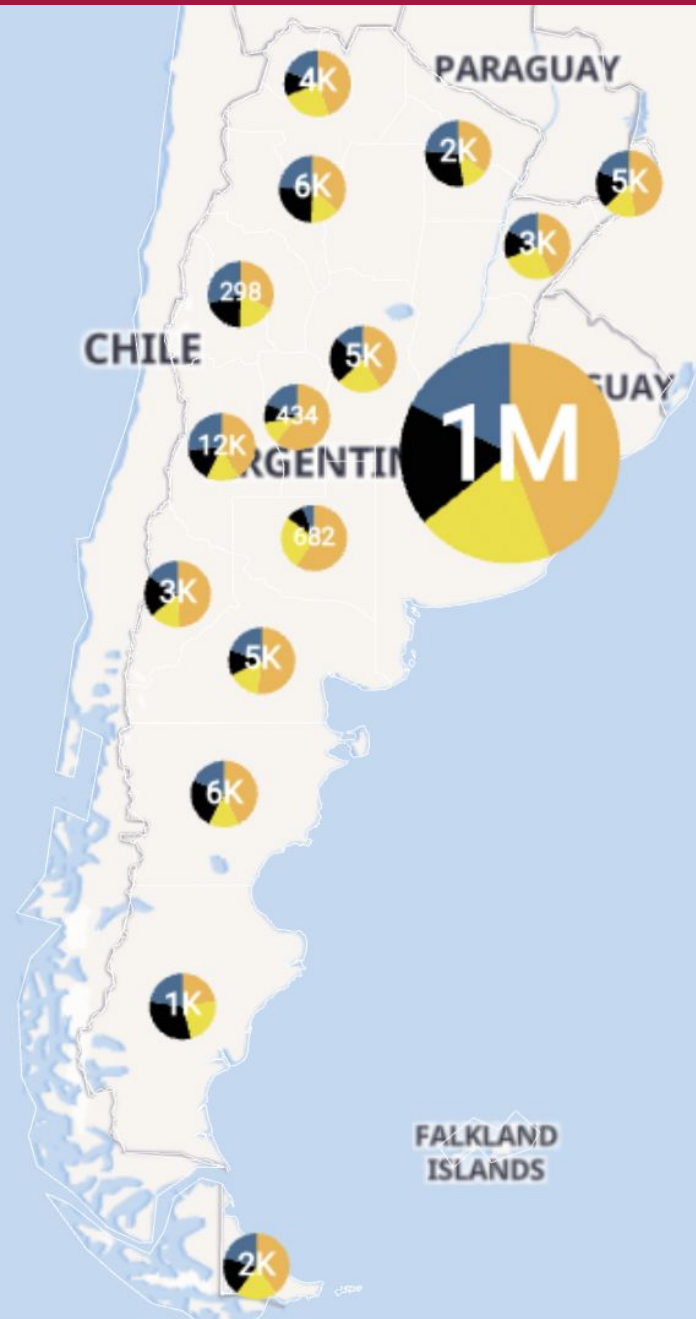 4K
PARAGUAY
2K
6K
5K
3K
298
CHILE
5K
GUAY
434
12K
RGENTIN
1M
682
3K
5K
6K
1K
FALKLAND
ISLANDS
2K